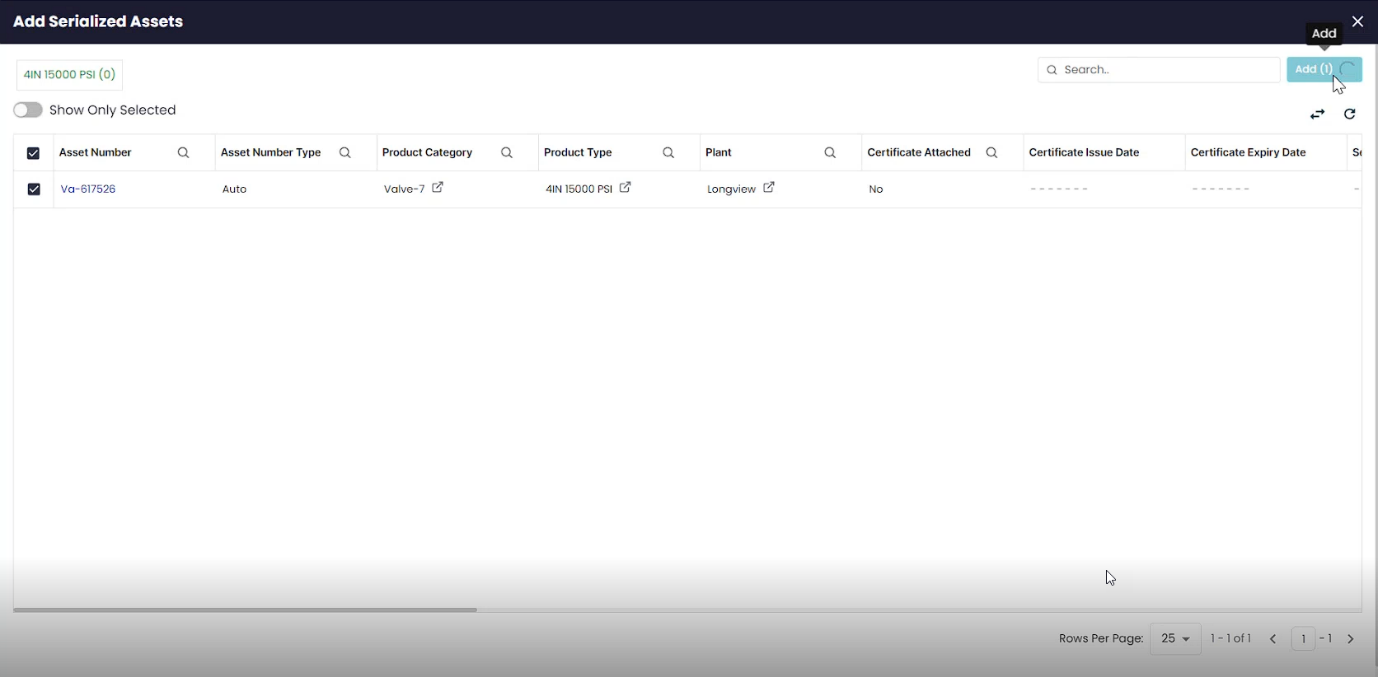 Add Serialized Assets
Add
4IN 15000 PSI (0)
Search..
Add (1)
Show Only Selected
Asset Number Asset Number Type Product Category Product Type Plant Certificate Attached Certificate Issue Date Certificate Expiry Date
Va-617526 Auto Valve-7 4IN 15000 PSI Longview No - - - - - - - - - - - - - -
Rows Per Page: 25 1 - 1 of 1 1 - 1